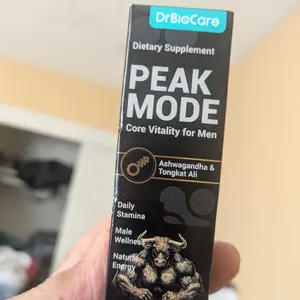 DrBioCare
Dietary Supplement
PEAK
MODE
Core Vitality for Men
Ashwagandha &
Tongkat Ali
Daily
Stamina
Male
Wellness
Natural
Energy